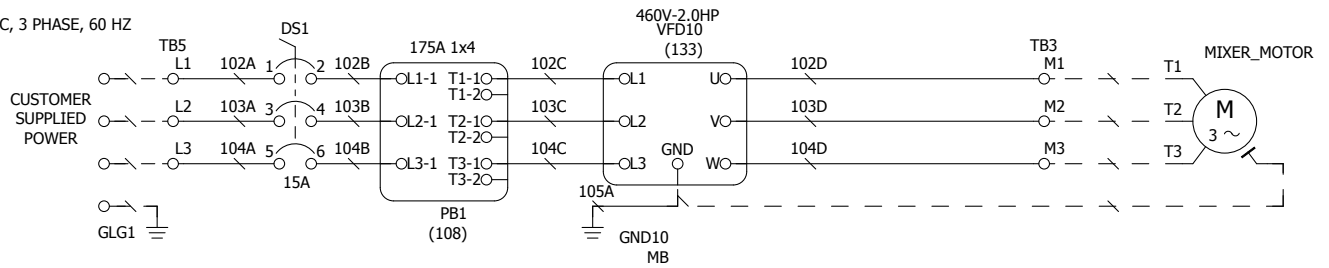 C, 3 PHASE, 60 HZ
DS1
460V-2.0HP
VFD10
(133)
TB5
175A 1x4
TB3
MIXER_MOTOR
L1 102A 1 2 102B L1-1 T1-1 102C L1 U 102D M1 T1
T1-2
CUSTOMER
SUPPLIED
POWER
L2 103A 3 4 103B L2-1 T2-1 103C L2 V 103D M2 T2
T2-2
M
3 ~
L3 104A 5 6 104B L3-1 T3-1 104C L3 GND W 104D M3 T3
T3-2
15A
105A
PB1
(108)
GLG1
GND10
MB